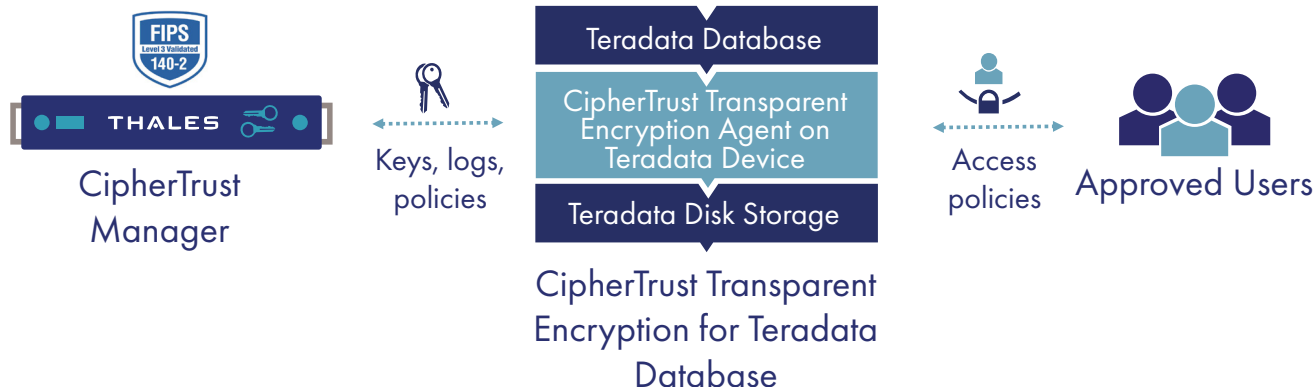 FIPS
Level 3 Validated
140-2
THALES
CipherTrust
Manager
Keys, logs,
policies
Teradata Database
CipherTrust Transparent
Encryption Agent on
Teradata Device
Teradata Disk Storage
CipherTrust Transparent
Encryption for Teradata
Database
Access
policies
Approved Users